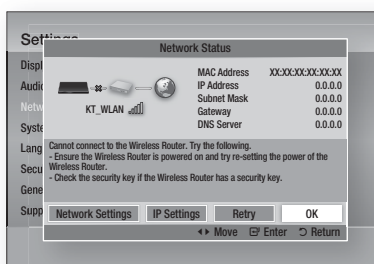 Settings
Network Status
Displ
Audio
Netw
Syste
Lang
Secu
Gene
Supp
KT_WLAN
MAC Address XX:XX:XX:XX:XX:XX
IP Address 0.0.0.0
Subnet Mask 0.0.0.0
Gateway 0.0.0.0
DNS Server 0.0.0.0
Cannot connect to the Wireless Router. Try the following.
- Ensure the Wireless Router is powered on and try re-setting the power of the
Wireless Router.
- Check the security key if the Wireless Router has a security key.
Network Settings IP Settings Retry OK
Move Enter Return